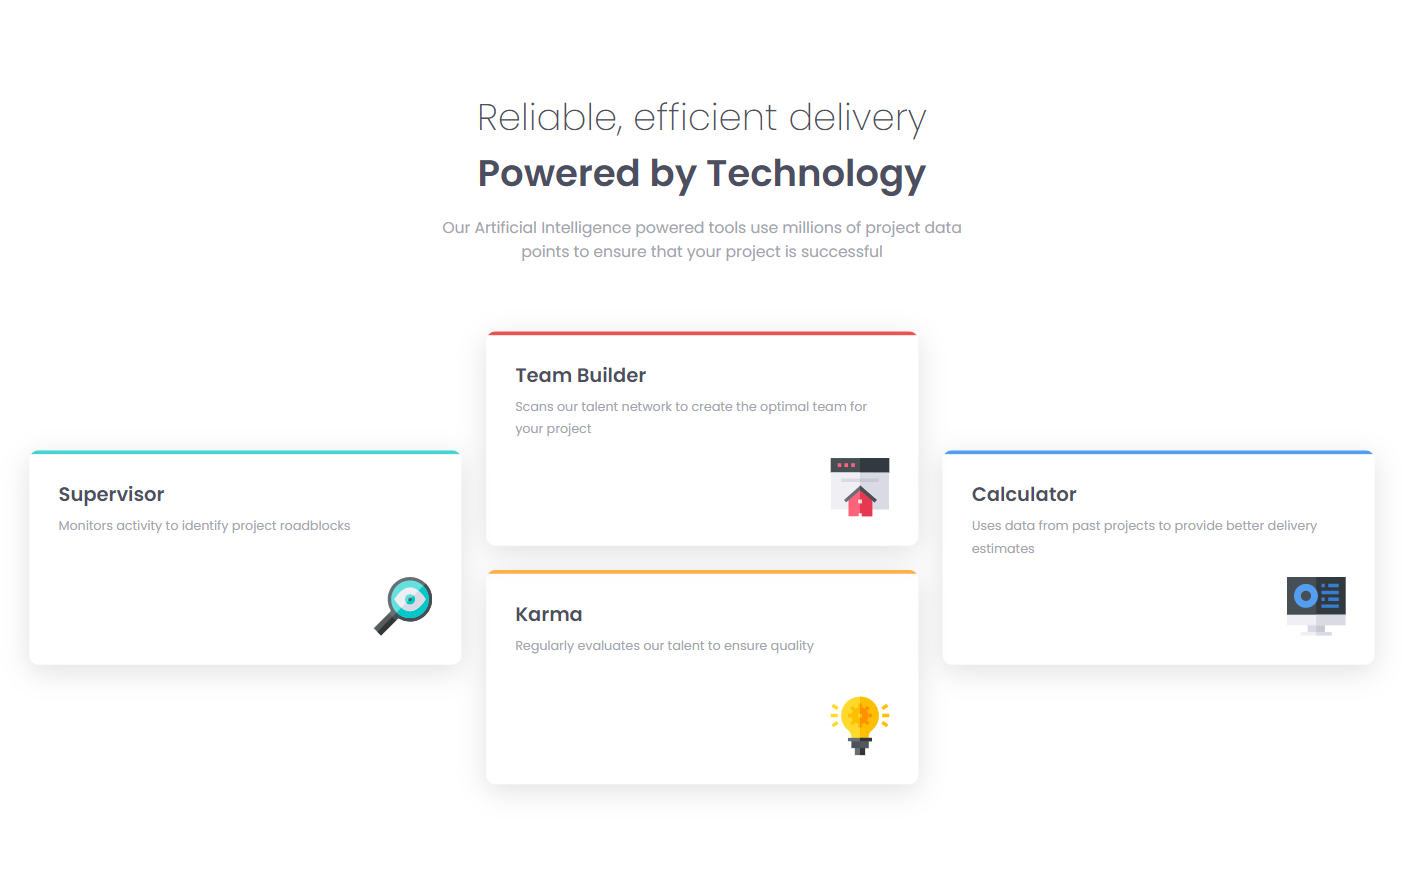 Reliable, efficient delivery
Powered by Technology
Our Artificial Intelligence powered tools use millions of project data
points to ensure that your project is successful
Supervisor
Monitors activity to identify project roadblocks
Team Builder
Scans our talent network to create the optimal team for
your project
Karma
Regularly evaluates our talent to ensure quality
Calculator
Uses data from past projects to provide better delivery
estimates